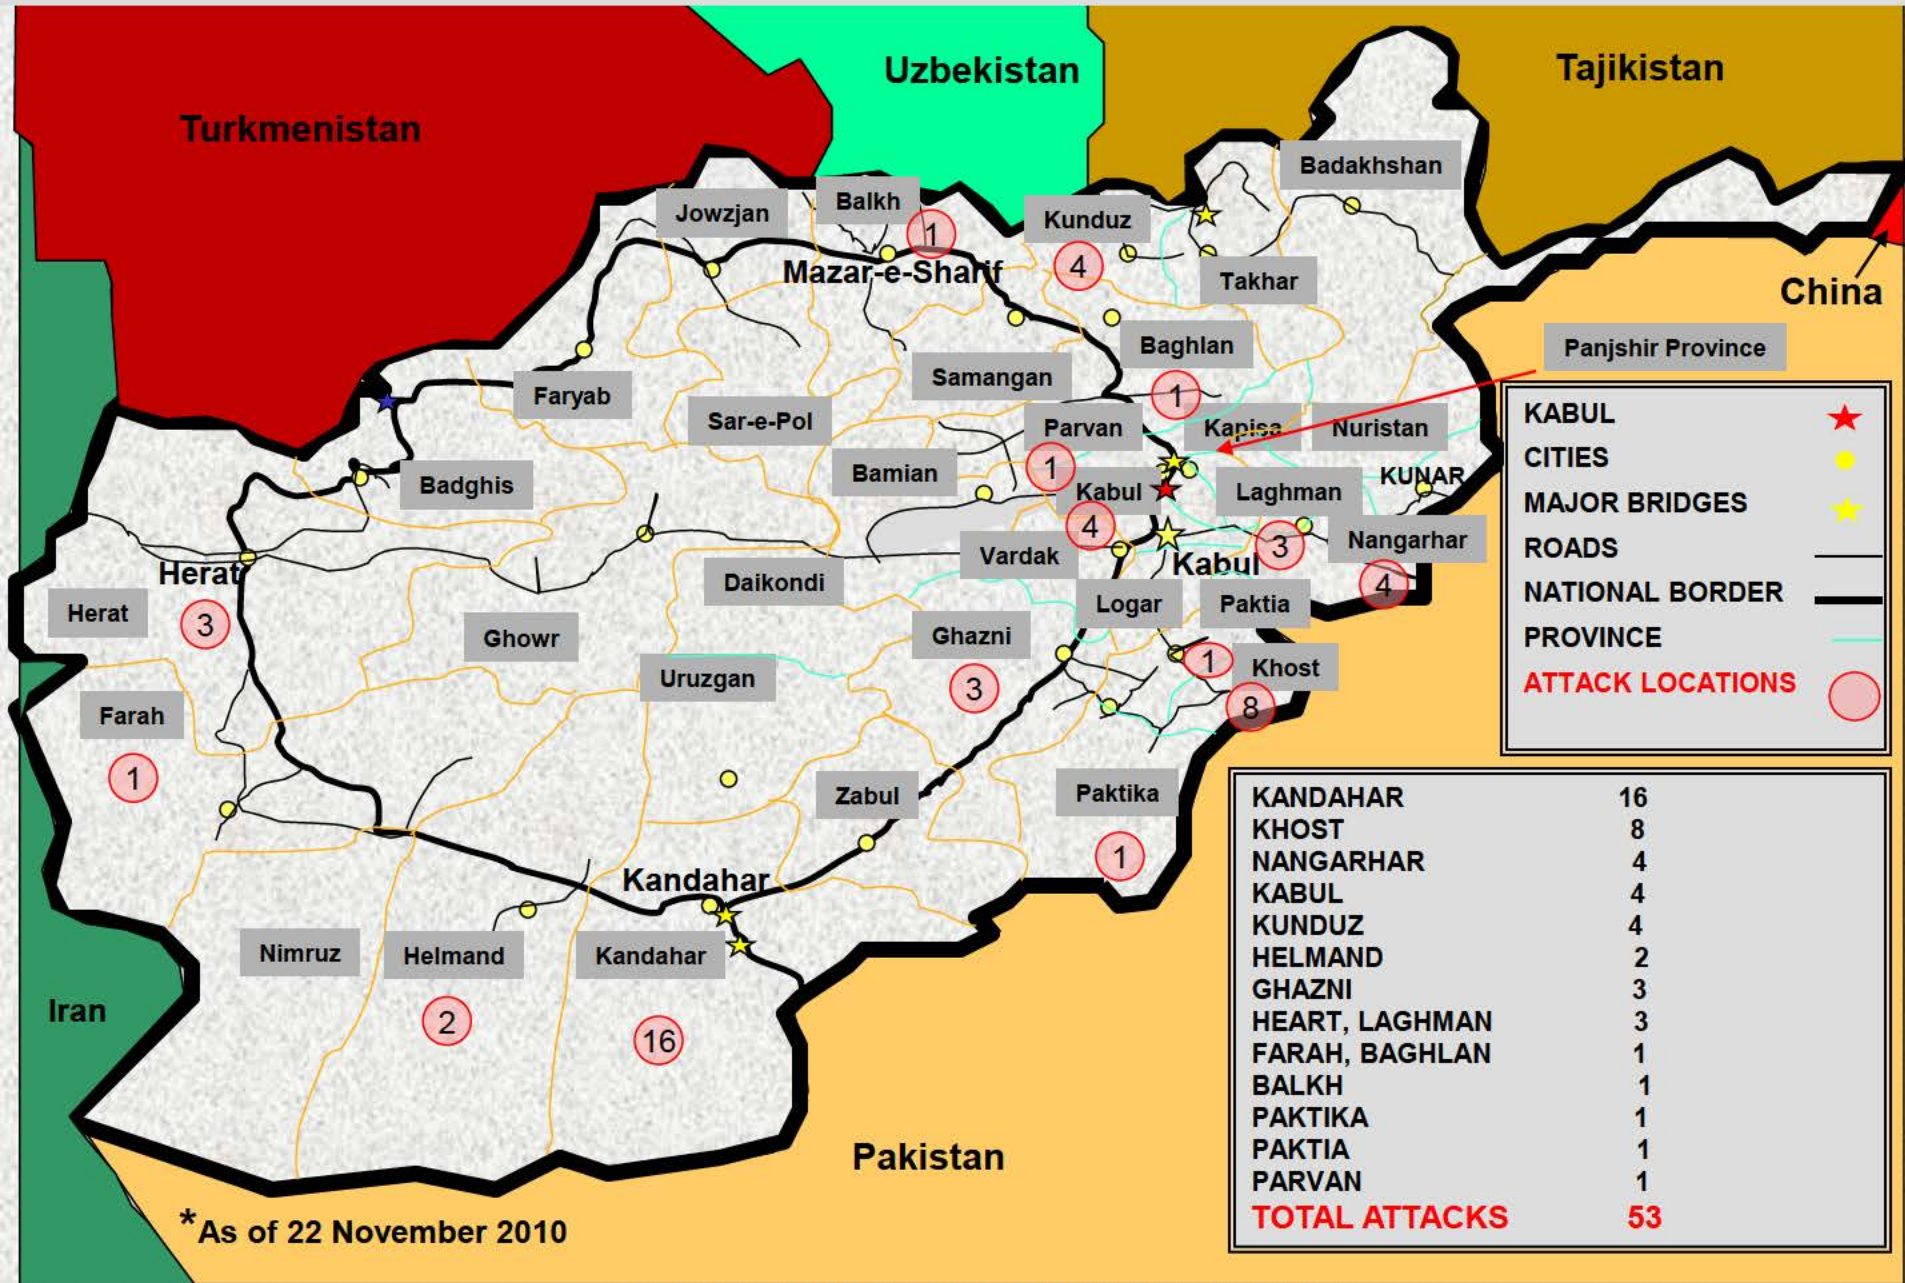 Uzbekistan
Tajikistan
Turkmenistan
Badakhshan
Balkh
Jowzjan
Kunduz
1
Mazar-e-Sharif
4
Takhar
China
Baghlan
Panjshir Province
Samangan
Faryab
1
Sar-e-Pol
Parvan
Kapisa
Nuristan
Bamian
1
KUNAR
Badghis
Kabul
Laghman
4
3
Nangarhar
Vardak
Kabul
Herat
Daikondi
4
Herat
3
Logar
Paktia
Ghowr
Ghazni
1
Khost
Uruzgan
3
8
Farah
1
Zabul
Paktika
1
Kandahar
Nimruz
Helmand
Kandahar
2
16
Iran
Pakistan
*As of 22 November 2010
KABUL
CITIES
MAJOR BRIDGES
ROADS
NATIONAL BORDER
PROVINCE
ATTACK LOCATIONS
KANDAHAR 16
KHOST 8
NANGARHAR 4
KABUL 4
KUNDUZ 4
HELMAND 2
GHAZNI 3
HEART, LAGHMAN 3
FARAH, BAGHLAN 1
BALKH 1
PAKTIKA 1
PAKTIA 1
PARVAN 1
TOTAL ATTACKS 53